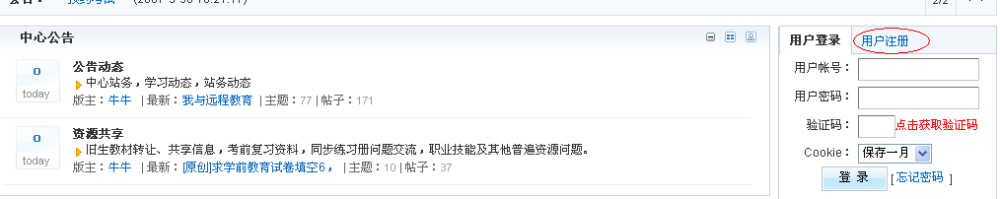 2/2
中心公告
0
today
公告动态
中心站务，学习动态，站务动态
版主：牛牛 | 最新：我与远程教育 | 主题：77 | 帖子：171
0
today
资源共享
旧生教材转让、共享信息，考前复习资料，同步练习册问题交流，职业技能及其他普遍资源问题。
版主：牛牛 | 最新：[原创]求学前教育试卷填空6， | 主题：10 | 帖子：37
用户登录 用户注册
用户帐号：
用户密码：
验证码： 点击获取验证码
Cookie： 保存一月
登 录 [ 忘记密码 ]